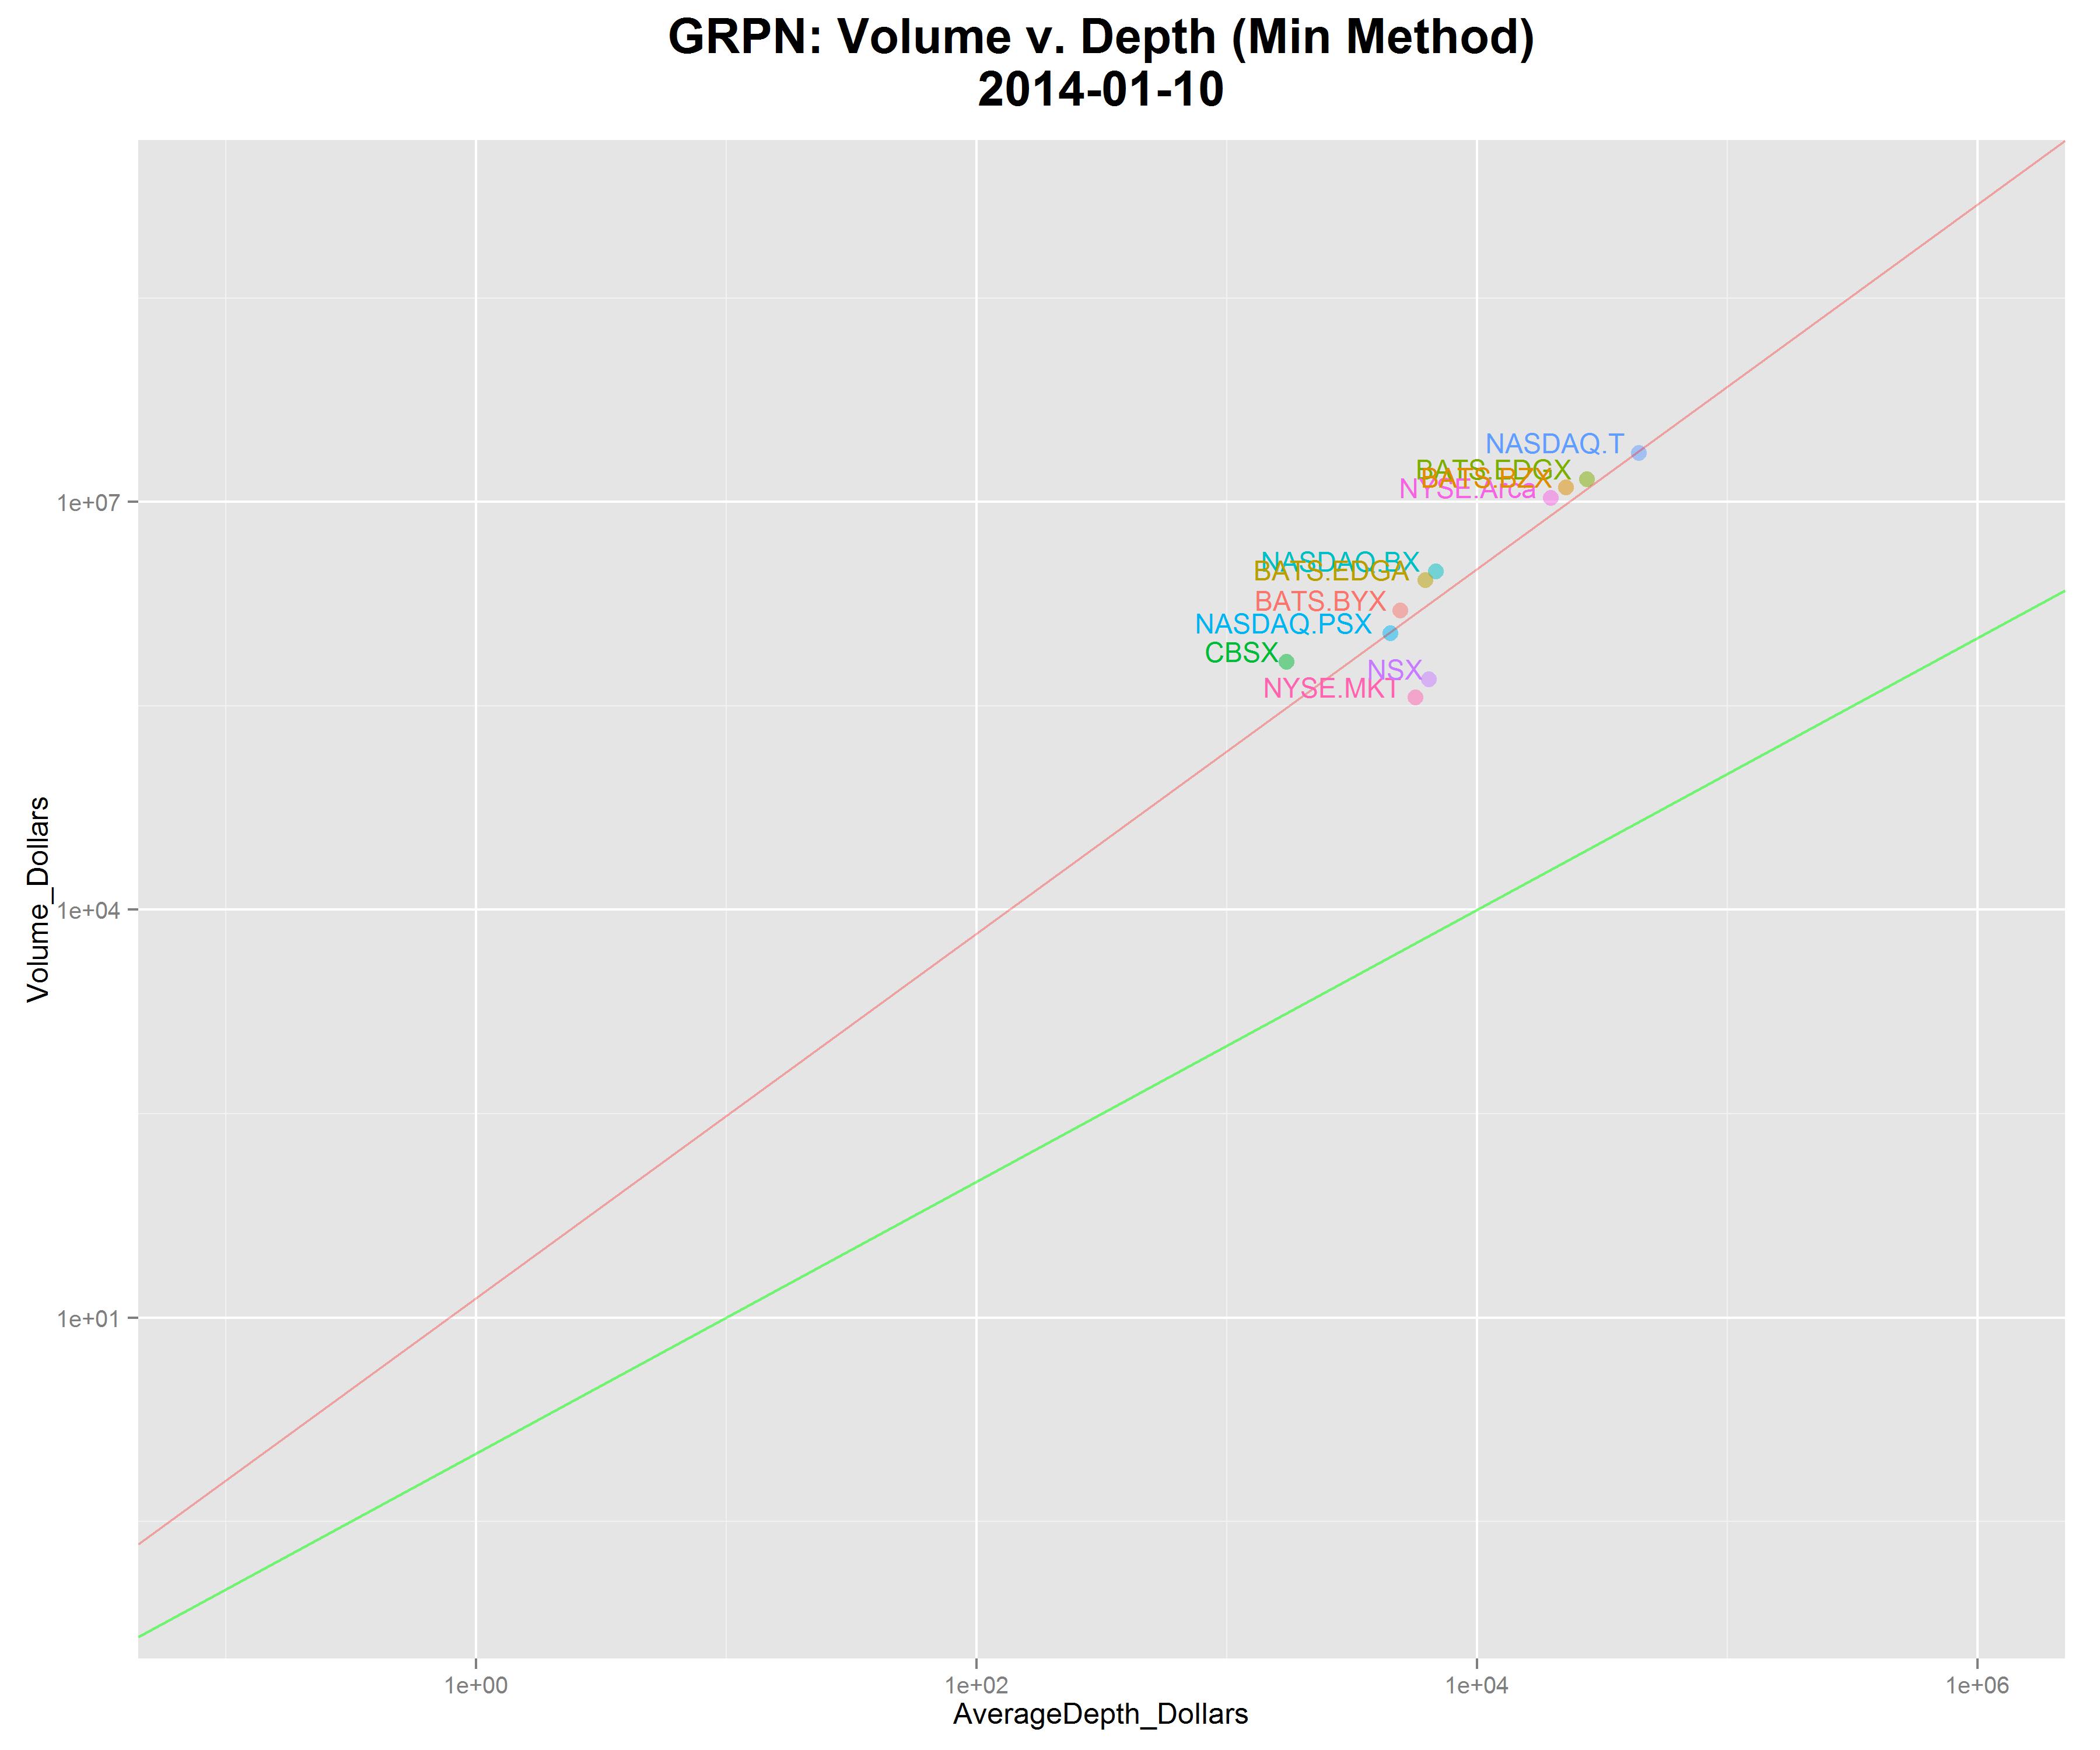 GRPN: Volume v. Depth (Min Method)
2014-01-10
NASDAQ.T
BATS.EDGX
BATS.BZX
NYSE.Arca
NASDAQ.BX
BATS.EDGA
BATS.BYX
NASDAQ.PSX
CBSX
NSX
NYSE.MKT
1e+07
1e+04
1e+01
Volume_Dollars
1e+00
1e+02
1e+04
1e+06
AverageDepth_Dollars